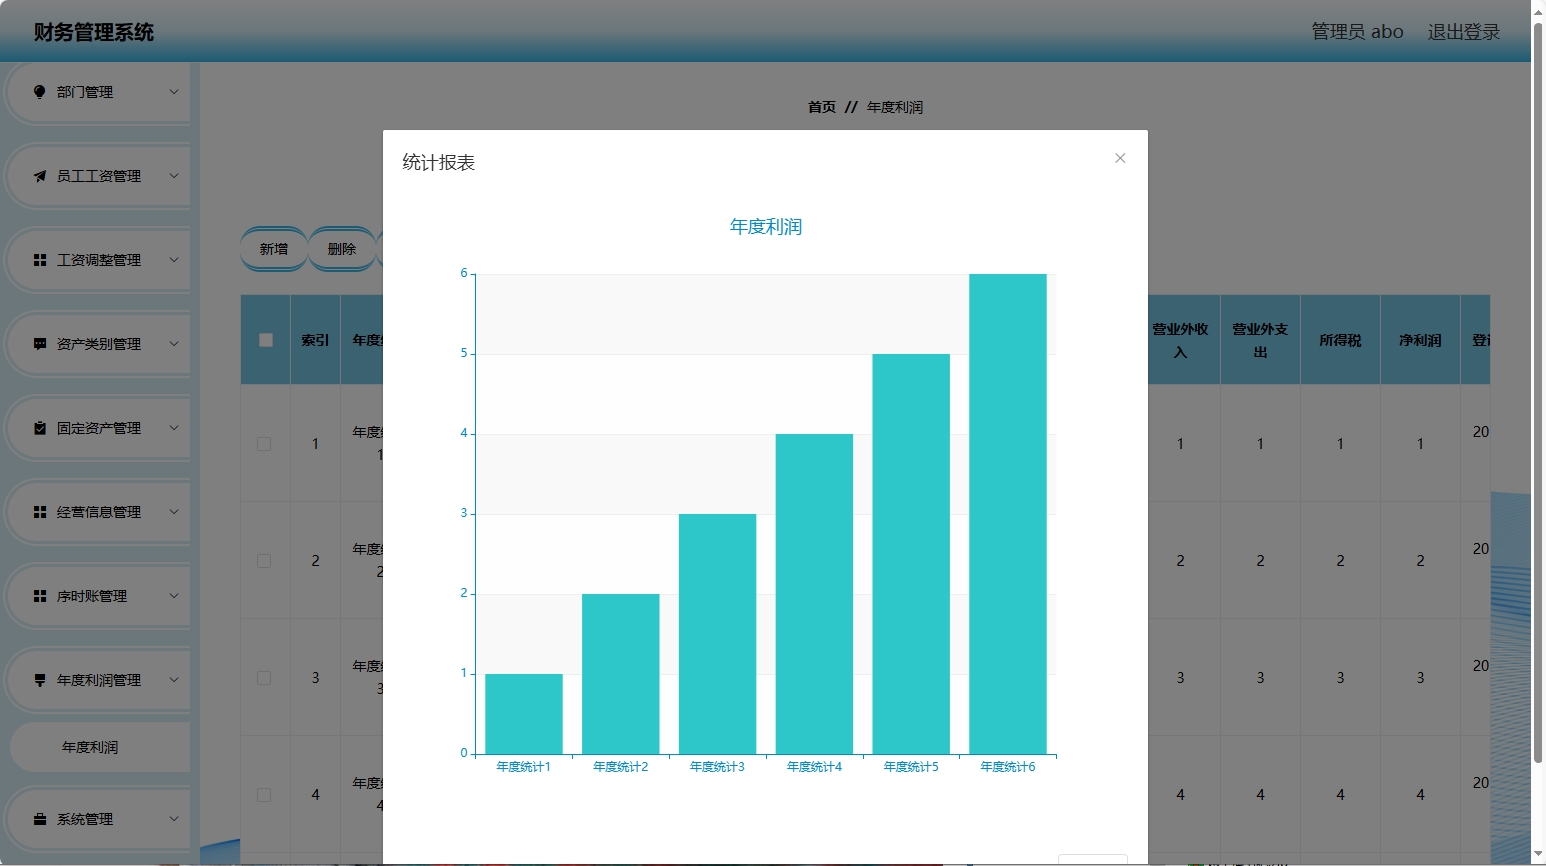 财务管理系统
管理员 abo
退出登录
部门管理
员工工资管理
工资调整管理
资产类别管理
固定资产管理
经营信息管理
序时账管理
年度利润管理
年度利润
系统管理
首页 // 年度利润
新增
删除
索引
年度
营业外收
入
营业外支
出
所得税
净利润
登
1
年度
1
1
1
1
20
2
年度
2
2
2
2
2
20
3
年度
3
3
3
3
3
20
4
年度
4
4
4
4
4
20
统计报表
年度利润
6
5
4
3
2
1
0
年度统计1
年度统计2
年度统计3
年度统计4
年度统计5
年度统计6